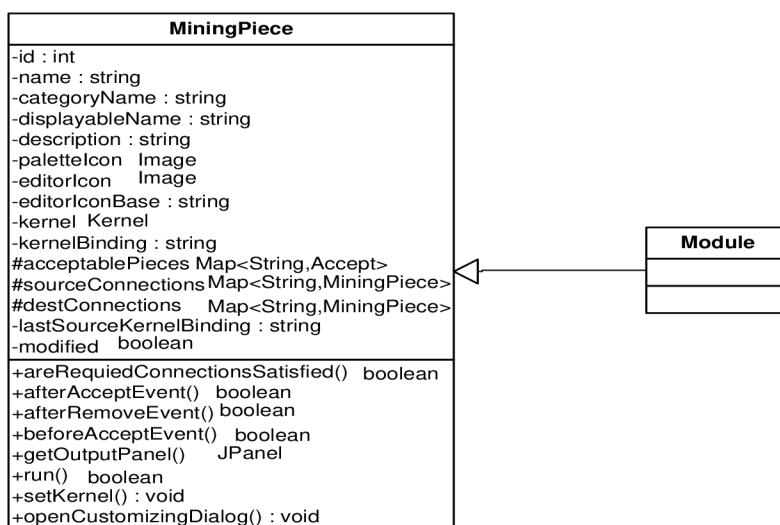 MiningPiece
-id : int
-name : string
-categoryName : string
-displayableName : string
-description : string
-paletteIcon Image
-editorIcon Image
-editorIconBase : string
-kernel Kernel
-kernelBinding : string
#acceptablePieces Map<String,Accept>
#sourceConnections Map<String,MiningPiece>
#destConnections Map<String,MiningPiece>
-lastSourceKernelBinding : string
-modified boolean
+areRequiedConnectionsSatisfied() boolean
+afterAcceptEvent() boolean
+afterRemoveEvent() boolean
+beforeAcceptEvent() boolean
+getOutputPanel() JPanel
+run() boolean
+setKernel() : void
+openCustomizingDialog() : void
Module